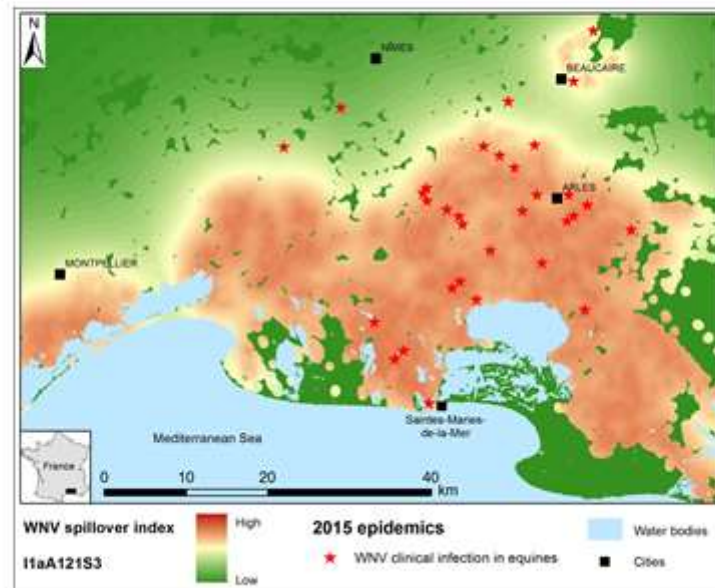 N
NÎMES
BEAUCAIRE
ARLES
MONTPELLIER
Saintes-Maries-
de-la-Mer
Mediterranean Sea
France
0 10 20 40
km
WNV spillover index
I1aA121S3
High
Low
2015 epidemics
WNV clinical infection in equines
Water bodies
Cities